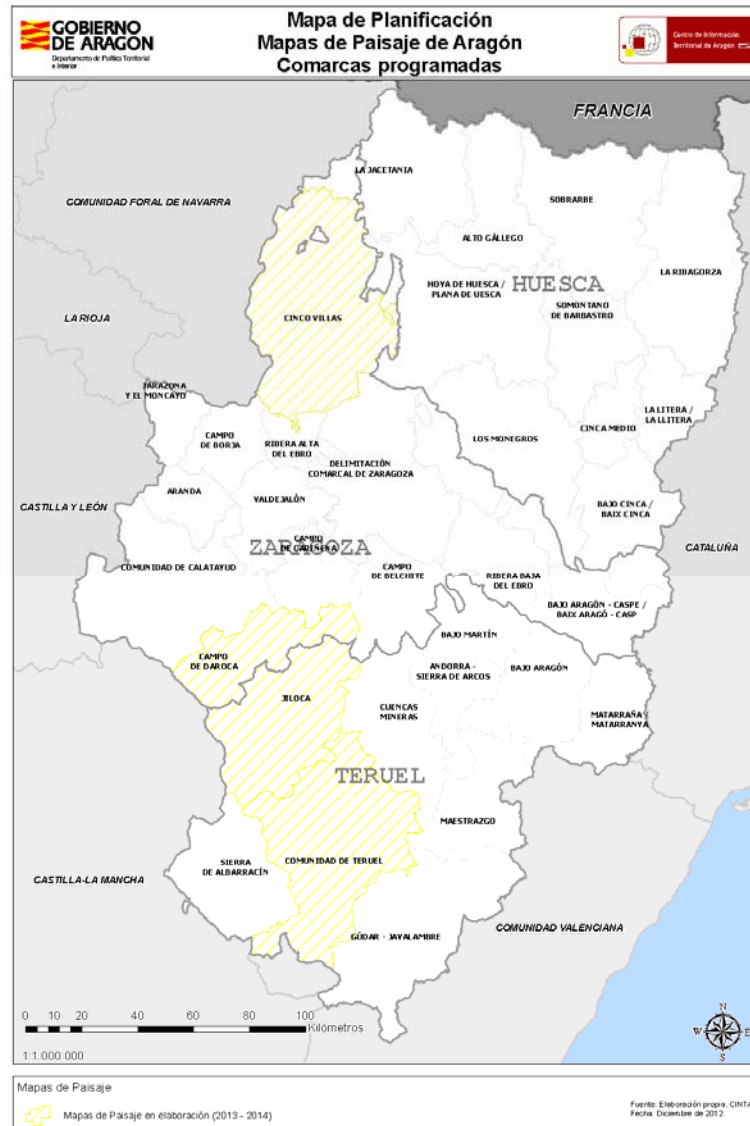 GOBIERNO
DE ARAGON
Departamento de Política Territorial
e Interior
Mapa de Planificación
Mapas de Paisaje de Aragón
Comarcas programadas
Centro de Información
Territorial de Aragón
FRANCIA
LA JACETANIA
COMUNIDAD FORAL DE NAVARRA
SOBRARBE
ALTO GÁLLEGO
LA RIBAGORZA
HOYA DE HUESCA /
PLANA DE UESCA
HUESCA
SOMONTANO
DE BARBASTRO
LA RIOJA
CINCO VILLAS
TARAZONA
Y EL MONCAYO
LA LITERA /
LA LLITERA
CAMPO
DE BORJA
RIBERA ALTA
DEL EBRO
LOS MONEGROS
CINCA MEDIO
DELIMITACIÓN
COMARCAL DE ZARAGOZA
ARANDA
VALDEJALÓN
CASTILLA Y LEÓN
BAJO CINCA /
BAIX CINCA
CAMPO
DE CARIÑENA
ZARAGOZA
CATALUÑA
COMUNIDAD DE CALATAYUD
CAMPO
DE BELCHITE
RIBERA BAJA
DEL EBRO
BAJO ARAGÓN - CASPE /
BAIX ARAGÓ - CASP
BAJO MARTÍN
CAMPO
DE DAROCA
ANDORRA -
SIERRA DE ARCOS
BAJO ARAGÓN
JILOCA
CUENCAS
MINERAS
MATARRAÑA /
MATARRANYA
TERUEL
MAESTRAZGO
SIERRA
DE ALBARRACÍN
COMUNIDAD DE TERUEL
CASTILLA-LA MANCHA
COMUNIDAD VALENCIANA
GÚDAR - JAVALAMBRE
0 10 20 40 60 80 100
Kilómetros
1:1.000.000
N
W E
S
Mapas de Paisaje
Mapas de Paisaje en elaboración (2013 - 2014)
Fuente: Elaboración propia. CINTA
Fecha: Diciembre de 2012.